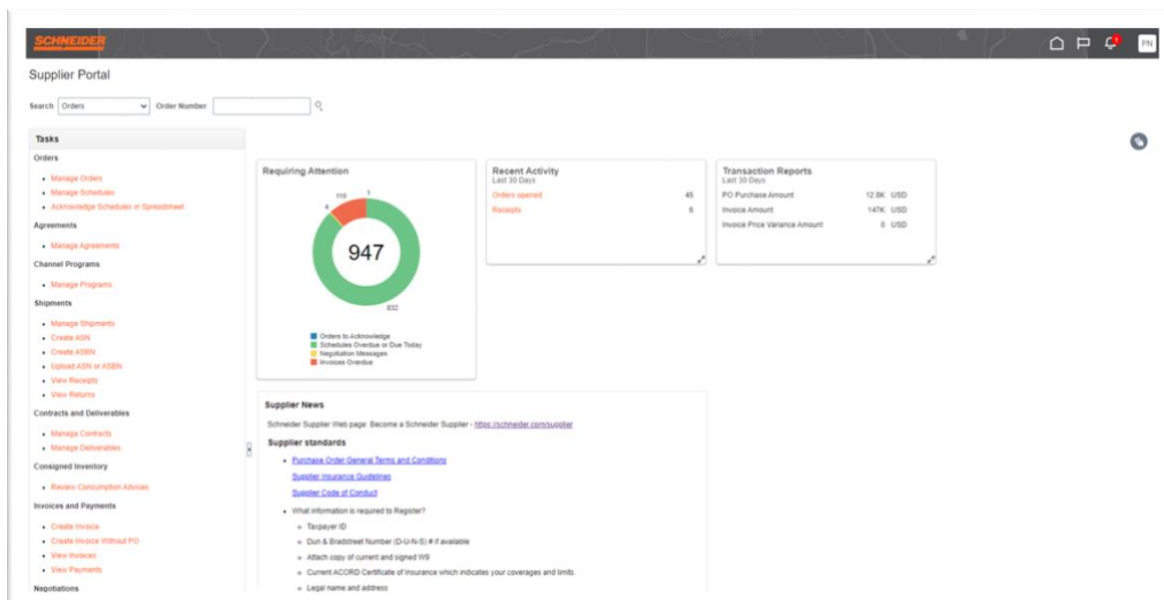 SCHNEIDER
1
PN
Supplier Portal
Search Orders Order Number
Tasks
Orders
Manage Orders
Manage Schedules
Acknowledge Schedules in Spreadsheet
Agreements
Manage Agreements
Channel Programs
Manage Programs
Shipments
Manage Shipments
Create ASN
Create ASBN
Upload ASN or ASBN
View Receipts
View Returns
Contracts and Deliverables
Manage Contracts
Manage Deliverables
Consigned Inventory
Review Consumption Advices
Invoices and Payments
Create Invoice
Create Invoice Without PO
View Invoices
View Payments
Negotiations
Requiring Attention
110 1
4
947
832
Orders to Acknowledge
Schedules Overdue or Due Today
Negotiation Messages
Invoices Overdue
Recent Activity
Last 30 Days
Orders opened 45
Receipts 6
Transaction Reports
Last 30 Days
PO Purchase Amount 12.8K USD
Invoice Amount 147K USD
Invoice Price Variance Amount 0 USD
Supplier News
Schneider Supplier Web page: Become a Schneider Supplier - https://schneider.com/supplier
Supplier standards
Purchase Order General Terms and Conditions
Supplier Insurance Guidelines
Supplier Code of Conduct
What information is required to Register?
Taxpayer ID
Dun & Bradstreet Number (D-U-N-S) # if available
Attach copy of current and signed W9
Current ACORD Certificate of Insurance which indicates your coverages and limits.
Legal name and address